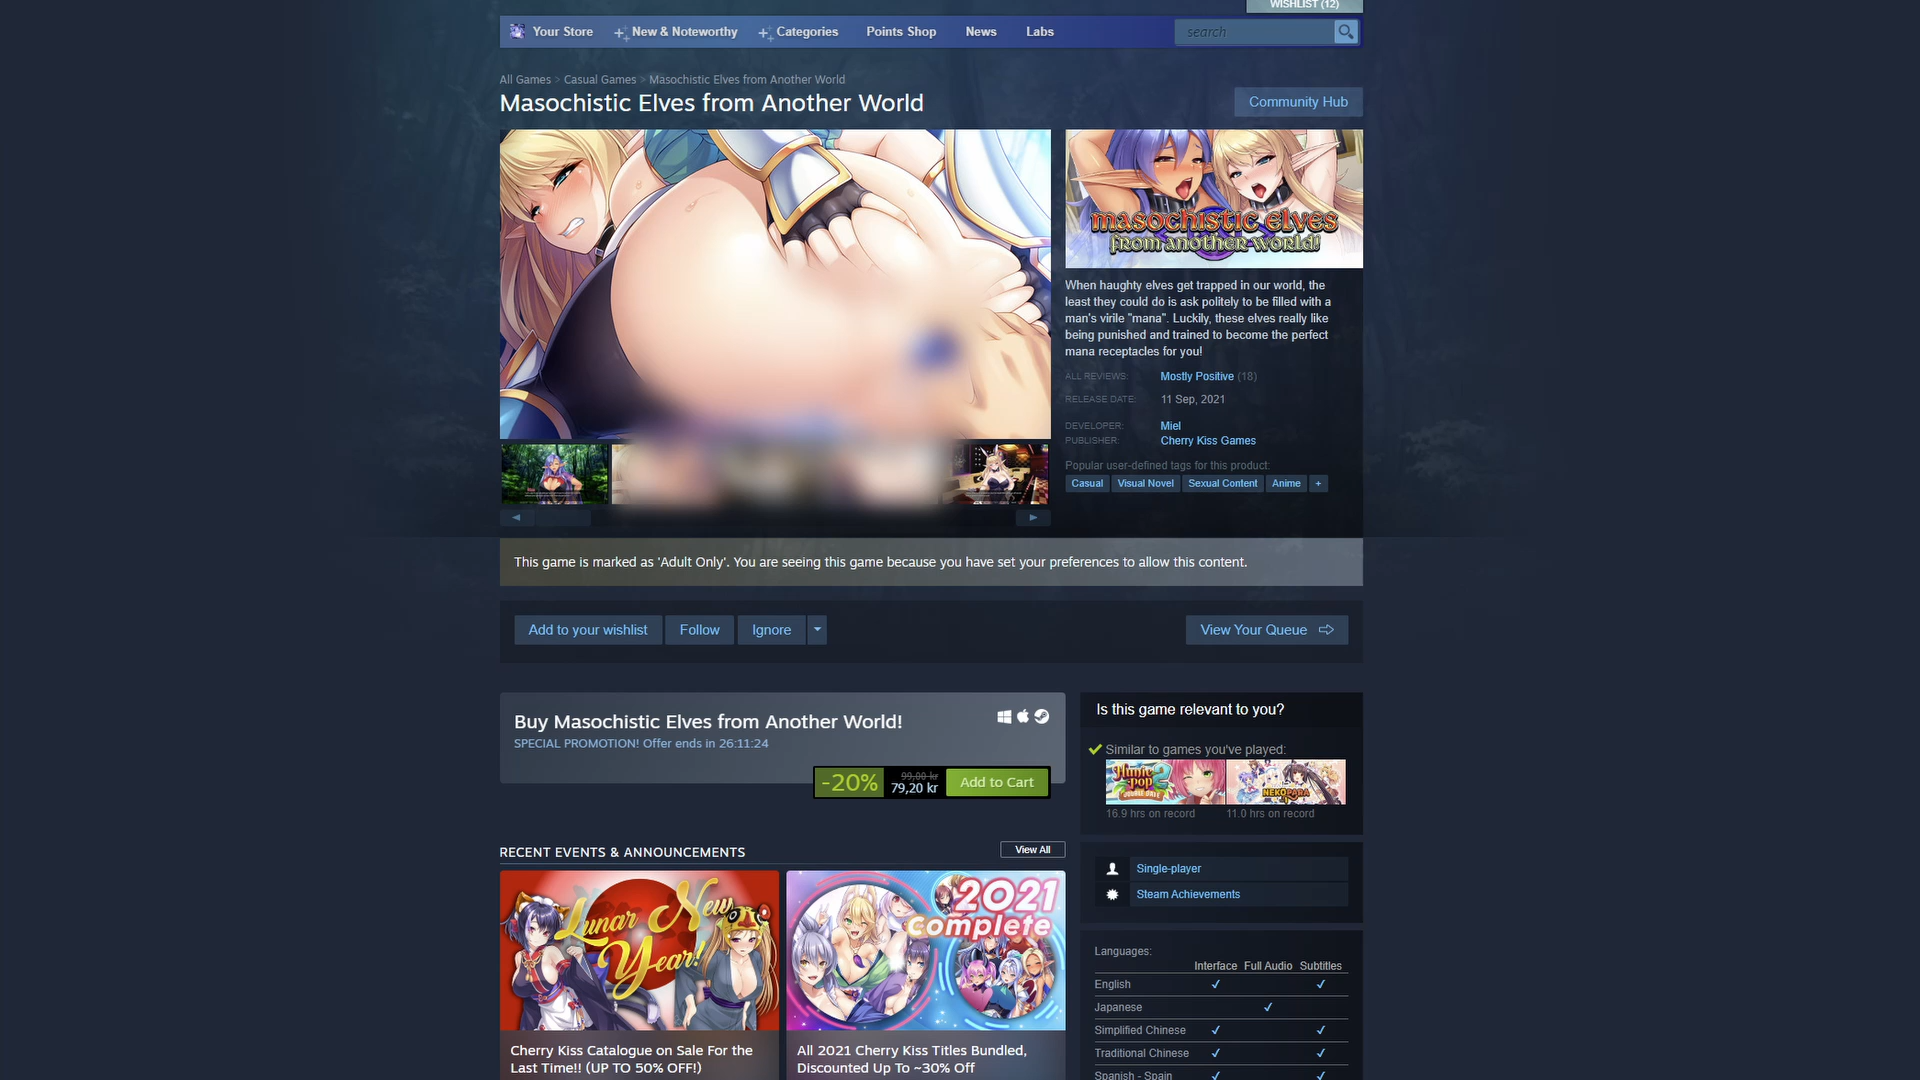 WISHLIST (12)
Your Store
New & Noteworthy
Categories
Points Shop
News
Labs
search
All Games > Casual Games > Masochistic Elves from Another World
Masochistic Elves from Another World
Community Hub
masochistic elves
from another world!
When haughty elves get trapped in our world, the
least they could do is ask politely to be filled with a
man's virile "mana". Luckily, these elves really like
being punished and trained to become the perfect
mana receptacles for you!
ALL REVIEWS: Mostly Positive (18)
RELEASE DATE: 11 Sep, 2021
DEVELOPER: Miel
PUBLISHER: Cherry Kiss Games
Popular user-defined tags for this product:
Casual Visual Novel Sexual Content Anime +
This game is marked as 'Adult Only'. You are seeing this game because you have set your preferences to allow this content.
Add to your wishlist
Follow
Ignore
View Your Queue
Buy Masochistic Elves from Another World!
SPECIAL PROMOTION! Offer ends in 26:11:24
-20%
99,00 kr
79,20 kr
Add to Cart
Is this game relevant to you?
Similar to games you've played:
Hunie
Pop
2
DOUBLE DATE
NEKOPARA
16.9 hrs on record
11.0 hrs on record
RECENT EVENTS & ANNOUNCEMENTS
View All
Lunar New
Year!
2021
Complete
Cherry Kiss Catalogue on Sale For the
Last Time!! (UP TO 50% OFF!)
All 2021 Cherry Kiss Titles Bundled,
Discounted Up To ~30% Off
Single-player
Steam Achievements
Languages:
Interface Full Audio Subtitles
English ✓ ✓
Japanese ✓
Simplified Chinese ✓ ✓
Traditional Chinese ✓ ✓
Spanish - Spain ✓ ✓